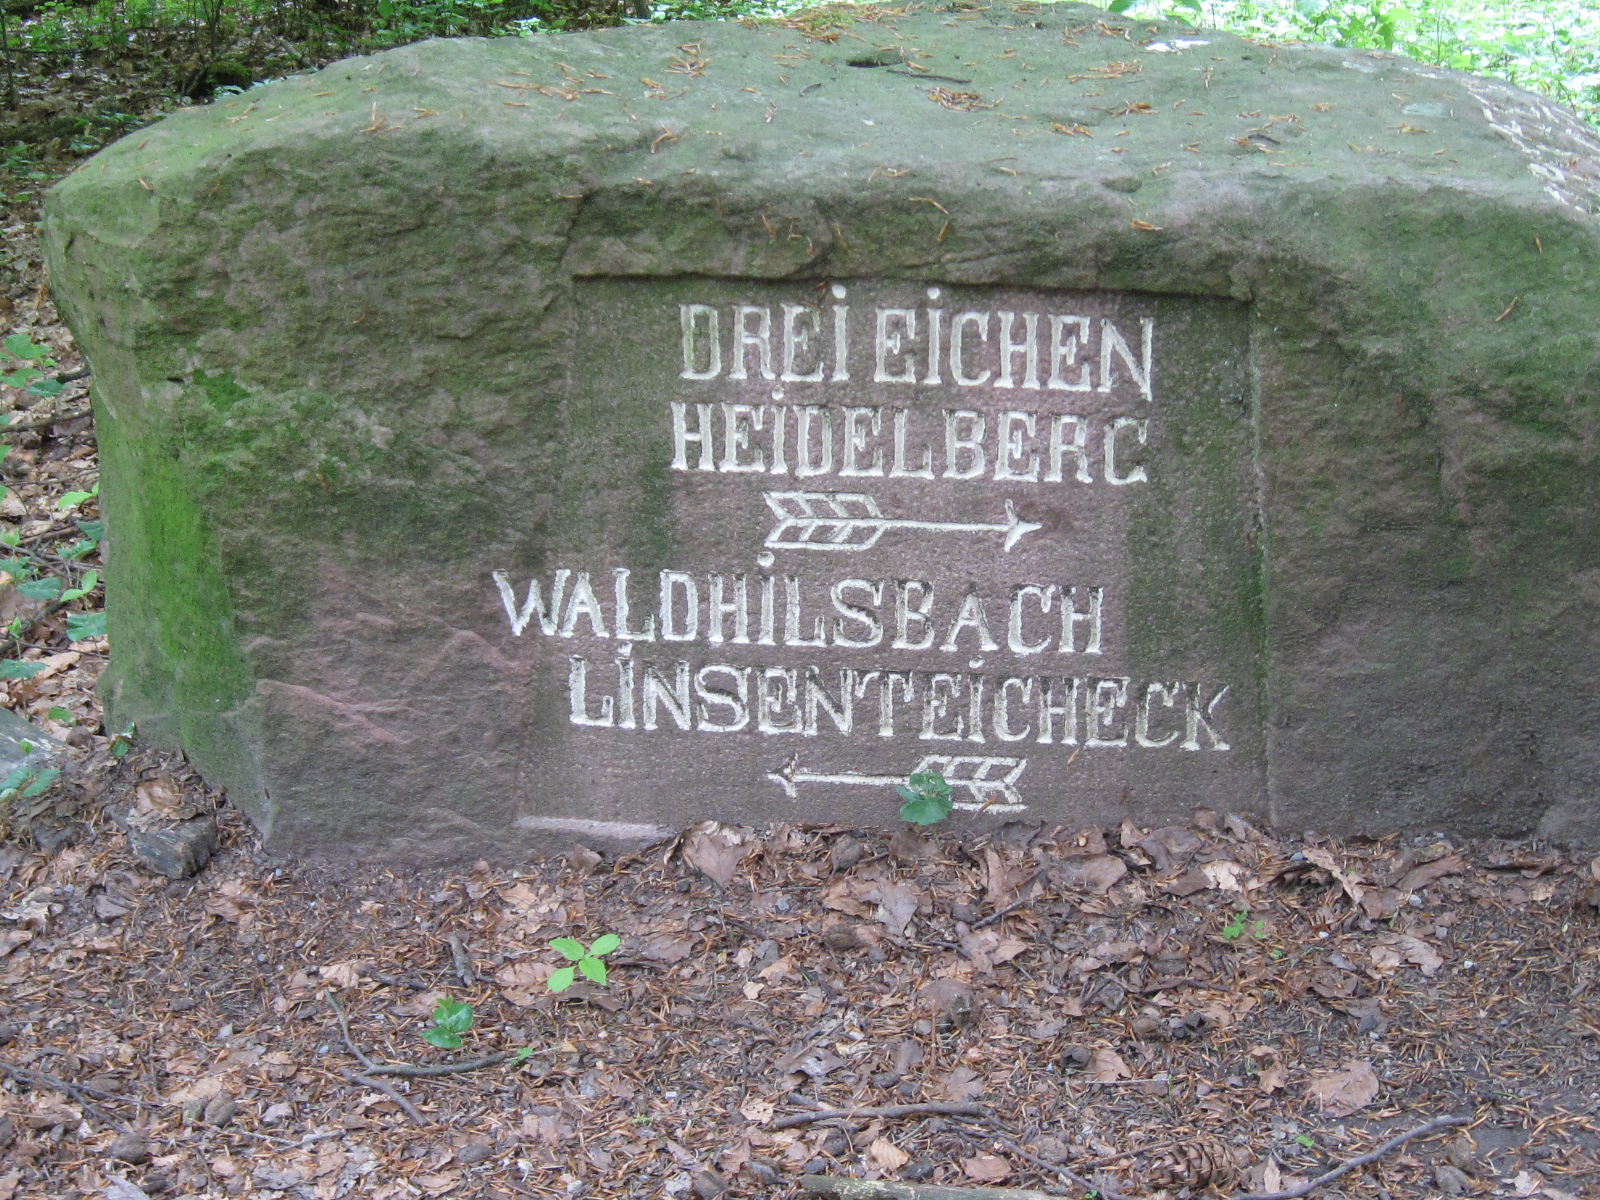 DREi EiCHEN
HEiDELBERG
WALDHiLSBACH
LiNSENTEiCHECK